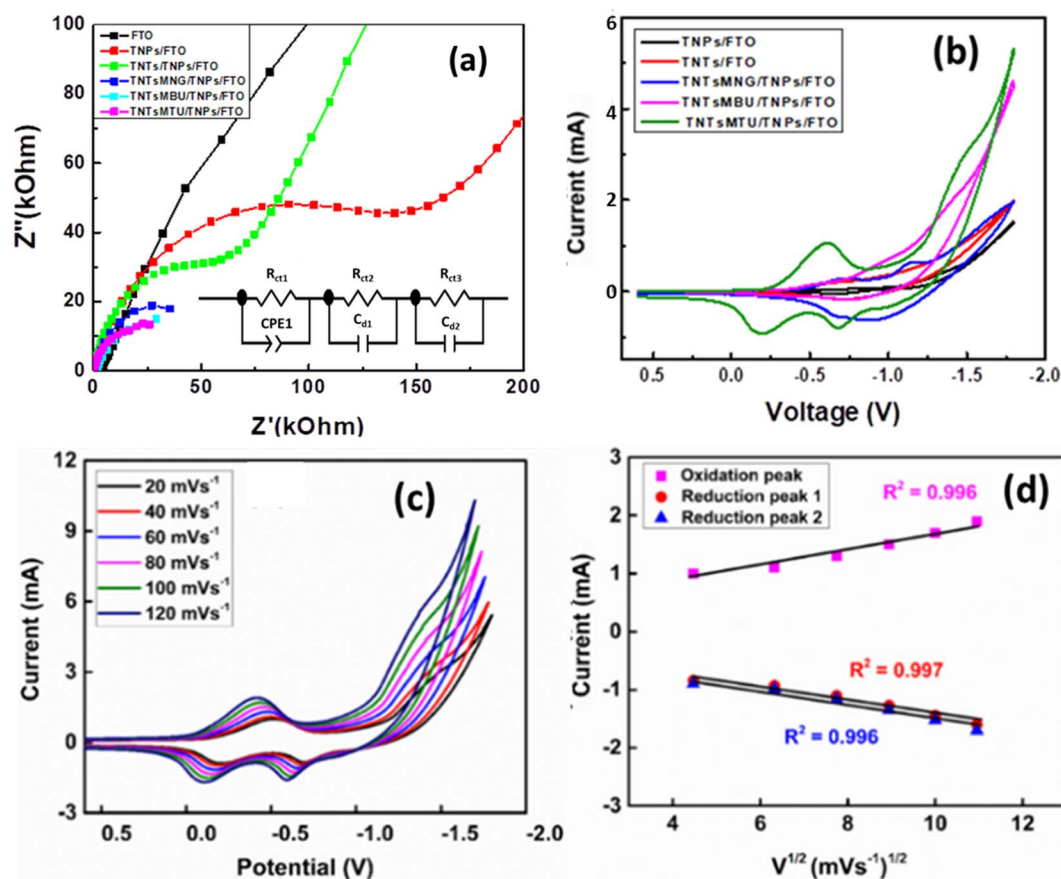 (a)
FTO
TNPs/FTO
TNTs/TNPs/FTO
TNTsMNG/TNPs/FTO
TNTsMBU/TNPs/FTO
TNTsMTU/TNPs/FTO
Z''(kOhm)
100
80
60
40
20
0
R_ct1 R_ct2 R_ct3
CPE1 C_d1 C_d2
0 50 100 150 200
Z'(kOhm)
(b)
TNPs/FTO
TNTs/FTO
TNTsMNG/TNPs/FTO
TNTsMBU/TNPs/FTO
TNTsMTU/TNPs/FTO
Current (mA)
6
4
2
0
0.5 0.0 -0.5 -1.0 -1.5 -2.0
Voltage (V)
(c)
20 mVs⁻¹
40 mVs⁻¹
60 mVs⁻¹
80 mVs⁻¹
100 mVs⁻¹
120 mVs⁻¹
Current (mA)
12
9
6
3
0
-3
0.5 0.0 -0.5 -1.0 -1.5 -2.0
Potential (V)
(d)
Oxidation peak
Reduction peak 1
Reduction peak 2
R² = 0.996
R² = 0.997
R² = 0.996
Current (mA)
3
2
1
0
-1
-2
-3
4 6 8 10 12
V^1/2 (mVs⁻¹)^1/2